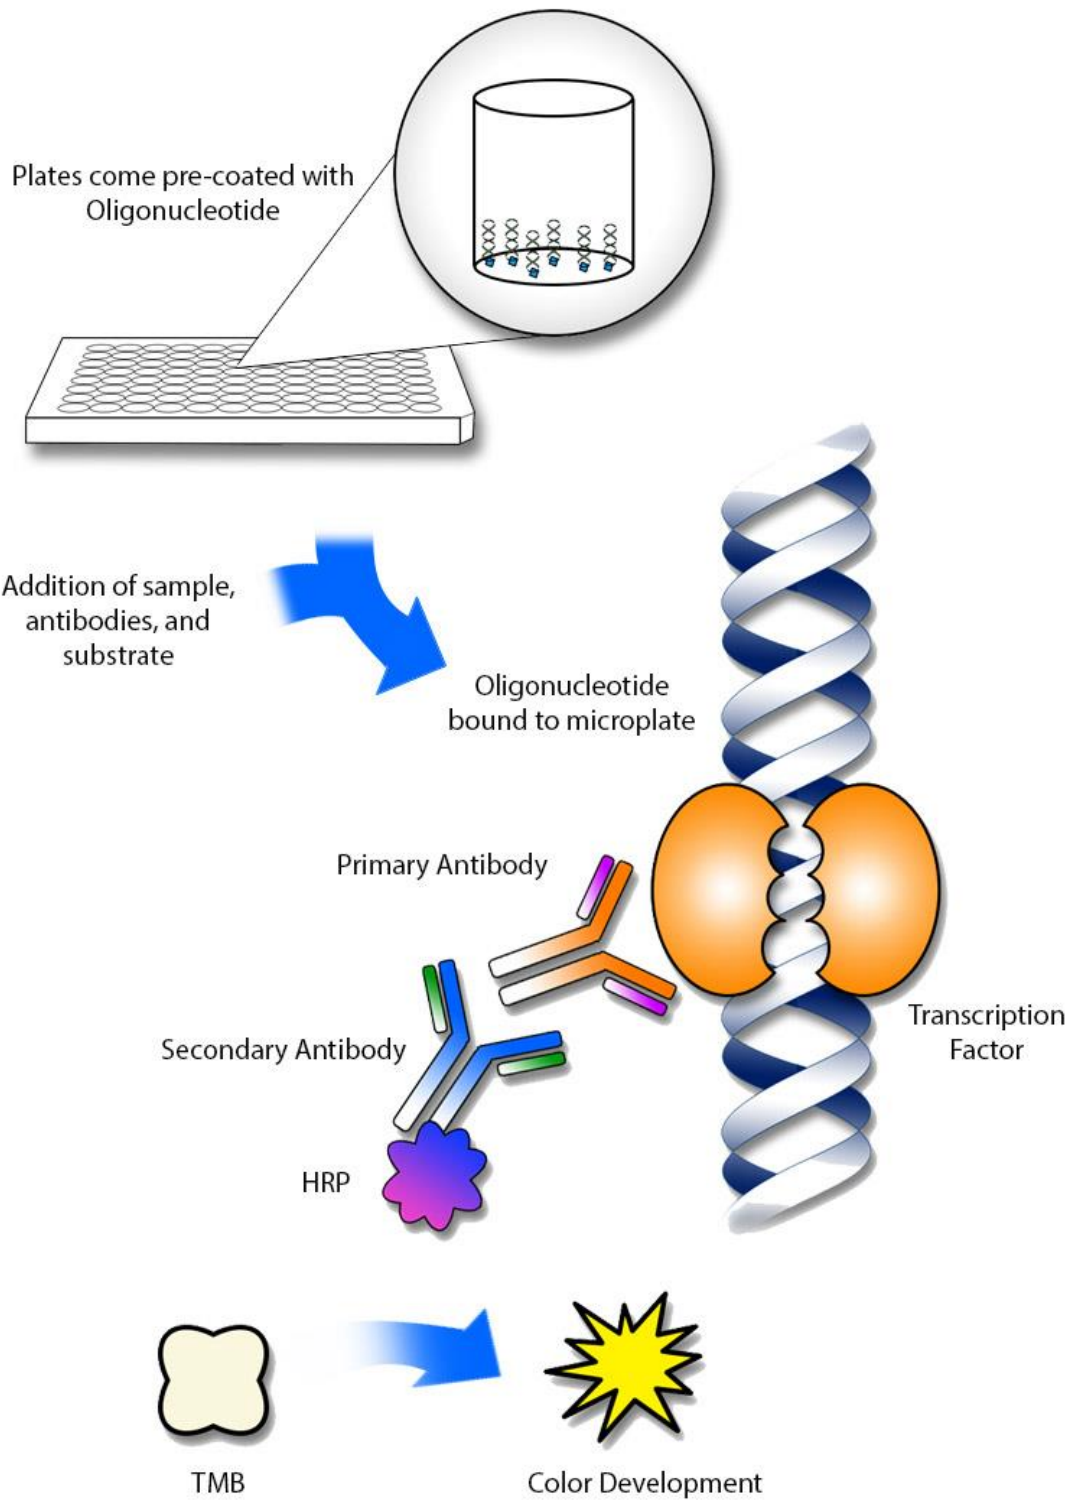 Plates come pre-coated with
Oligonucleotide
Addition of sample,
antibodies, and
substrate
Oligonucleotide
bound to microplate
Primary Antibody
Secondary Antibody
Transcription
Factor
HRP
TMB
Color Development